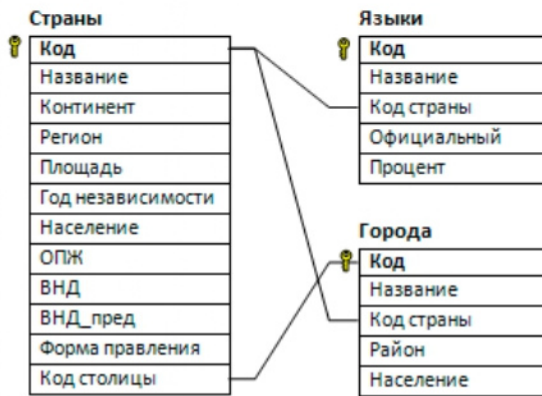 Страны
Код
Название
Континент
Регион
Площадь
Год независимости
Население
ОПЖ
ВНД
ВНД_пред
Форма правления
Код столицы
Языки
Код
Название
Код страны
Официальный
Процент
Города
Код
Название
Код страны
Район
Население